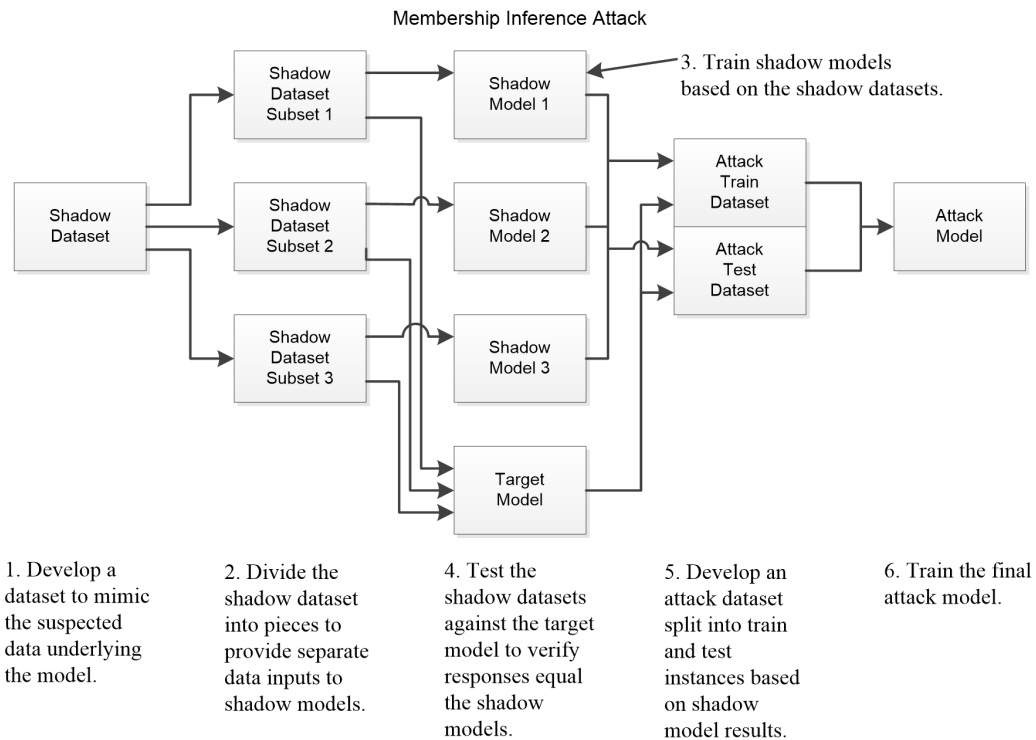 Membership Inference Attack
Shadow
Dataset
Shadow
Dataset
Subset 1
Shadow
Dataset
Subset 2
Shadow
Dataset
Subset 3
Shadow
Model 1
Shadow
Model 2
Shadow
Model 3
Target
Model
3. Train shadow models
based on the shadow datasets.
Attack
Train
Dataset
Attack
Test
Dataset
Attack
Model
1. Develop a
dataset to mimic
the suspected
data underlying
the model.
2. Divide the
shadow dataset
into pieces to
provide separate
data inputs to
shadow models.
4. Test the
shadow datasets
against the target
model to verify
responses equal
the shadow
models.
5. Develop an
attack dataset
split into train
and test
instances based
on shadow
model results.
6. Train the final
attack model.